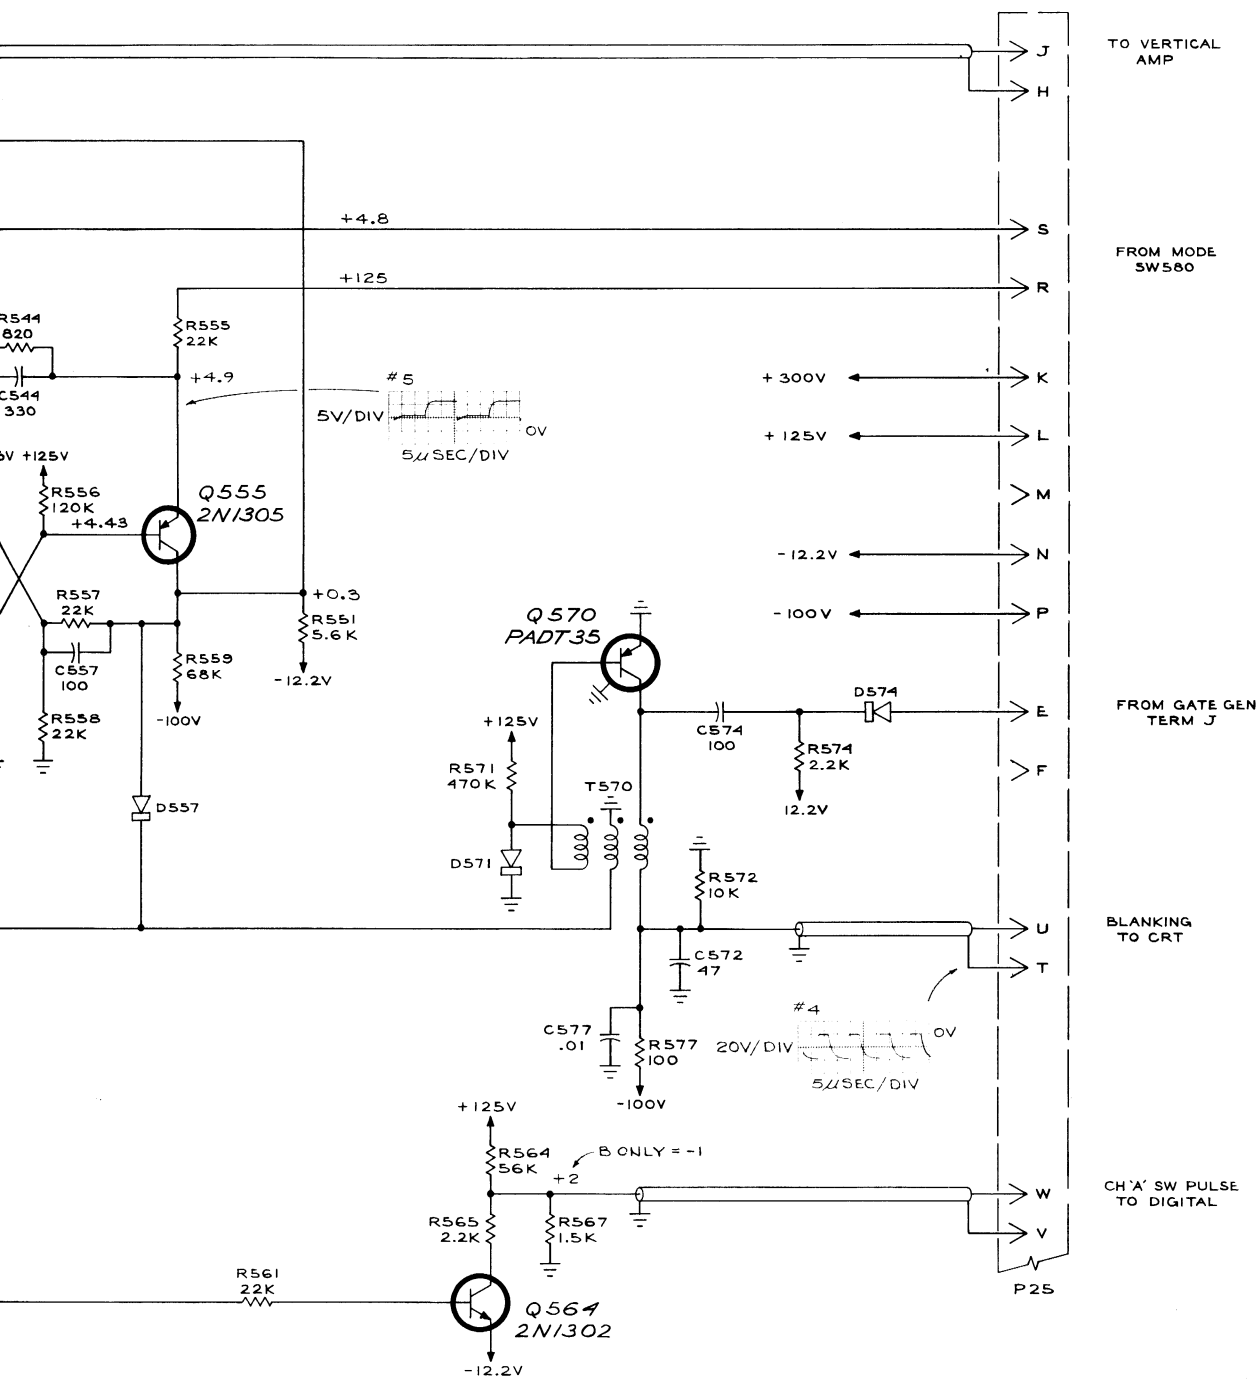 J
TO VERTICAL
AMP
H
+4.8
S
FROM MODE
SW580
+125
R
R544
820
C544
330
R555
22K
+4.9
#5
5V/DIV
0V
5µSEC/DIV
+300V
K
+125V
L
M
-12.2V
N
-100V
P
V +125V
R556
120K
+4.43
Q555
2N1305
+0.3
R551
5.6K
-12.2V
R557
22K
C557
100
R558
22K
R559
68K
-100V
D557
Q570
PADT35
+125V
R571
470K
D571
T570
C574
100
D574
R574
2.2K
12.2V
E
FROM GATE GEN
TERM J
F
R572
10K
C572
47
U
BLANKING
TO CRT
T
#4
0V
20V/DIV
5µSEC/DIV
C577
.01
R577
100
-100V
+125V
R564
56K
B ONLY = -1
+2
R565
2.2K
R567
1.5K
W
CH 'A' SW PULSE
TO DIGITAL
V
P25
R561
22K
Q564
2N1302
-12.2V